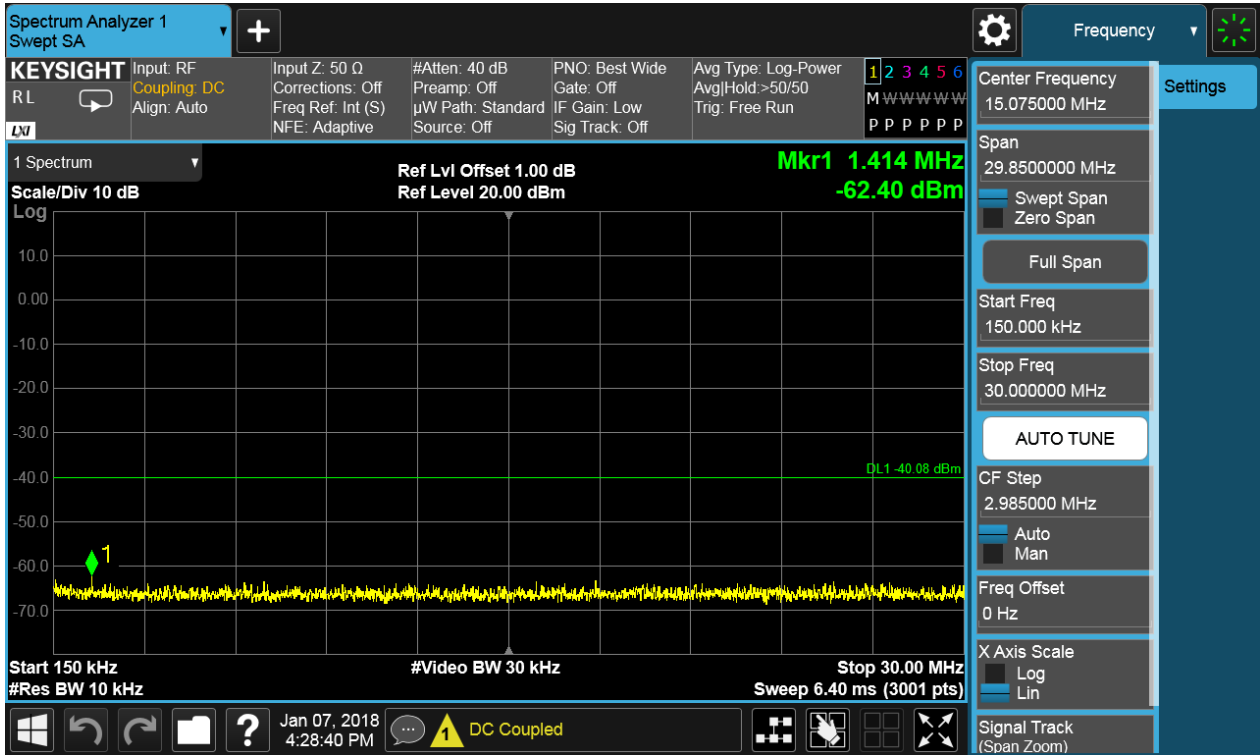 Spectrum Analyzer 1
Swept SA
Frequency
KEYSIGHT
RL
LXI
Input: RF
Coupling: DC
Align: Auto
Input Z: 50 Ω
Corrections: Off
Freq Ref: Int (S)
NFE: Adaptive
#Atten: 40 dB
Preamp: Off
µW Path: Standard
Source: Off
PNO: Best Wide
Gate: Off
IF Gain: Low
Sig Track: Off
Avg Type: Log-Power
Avg|Hold:>50/50
Trig: Free Run
1 2 3 4 5 6
M W W W W W
P P P P P P
1 Spectrum
Scale/Div 10 dB
Log
Ref Lvl Offset 1.00 dB
Ref Level 20.00 dBm
Mkr1 1.414 MHz
-62.40 dBm
10.0
0.00
-10.0
-20.0
-30.0
-40.0
-50.0
-60.0
-70.0
DL1 -40.08 dBm
1
Start 150 kHz
#Res BW 10 kHz
#Video BW 30 kHz
Stop 30.00 MHz
Sweep 6.40 ms (3001 pts)
Jan 07, 2018
4:28:40 PM
?
1
DC Coupled
Center Frequency
15.075000 MHz
Span
29.8500000 MHz
Swept Span
Zero Span
Full Span
Start Freq
150.000 kHz
Stop Freq
30.000000 MHz
AUTO TUNE
CF Step
2.985000 MHz
Auto
Man
Freq Offset
0 Hz
X Axis Scale
Log
Lin
Signal Track
(Span Zoom)
Settings